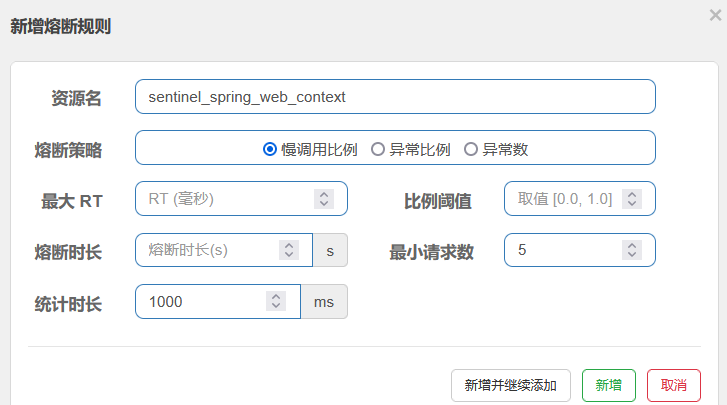 新增熔断规则
资源名 sentinel_spring_web_context
熔断策略 慢调用比例 异常比例 异常数
最大 RT RT (毫秒) 比例阈值 取值 [0.0, 1.0]
熔断时长 熔断时长(s) s 最小请求数 5
统计时长 1000 ms
新增并继续添加 新增 取消